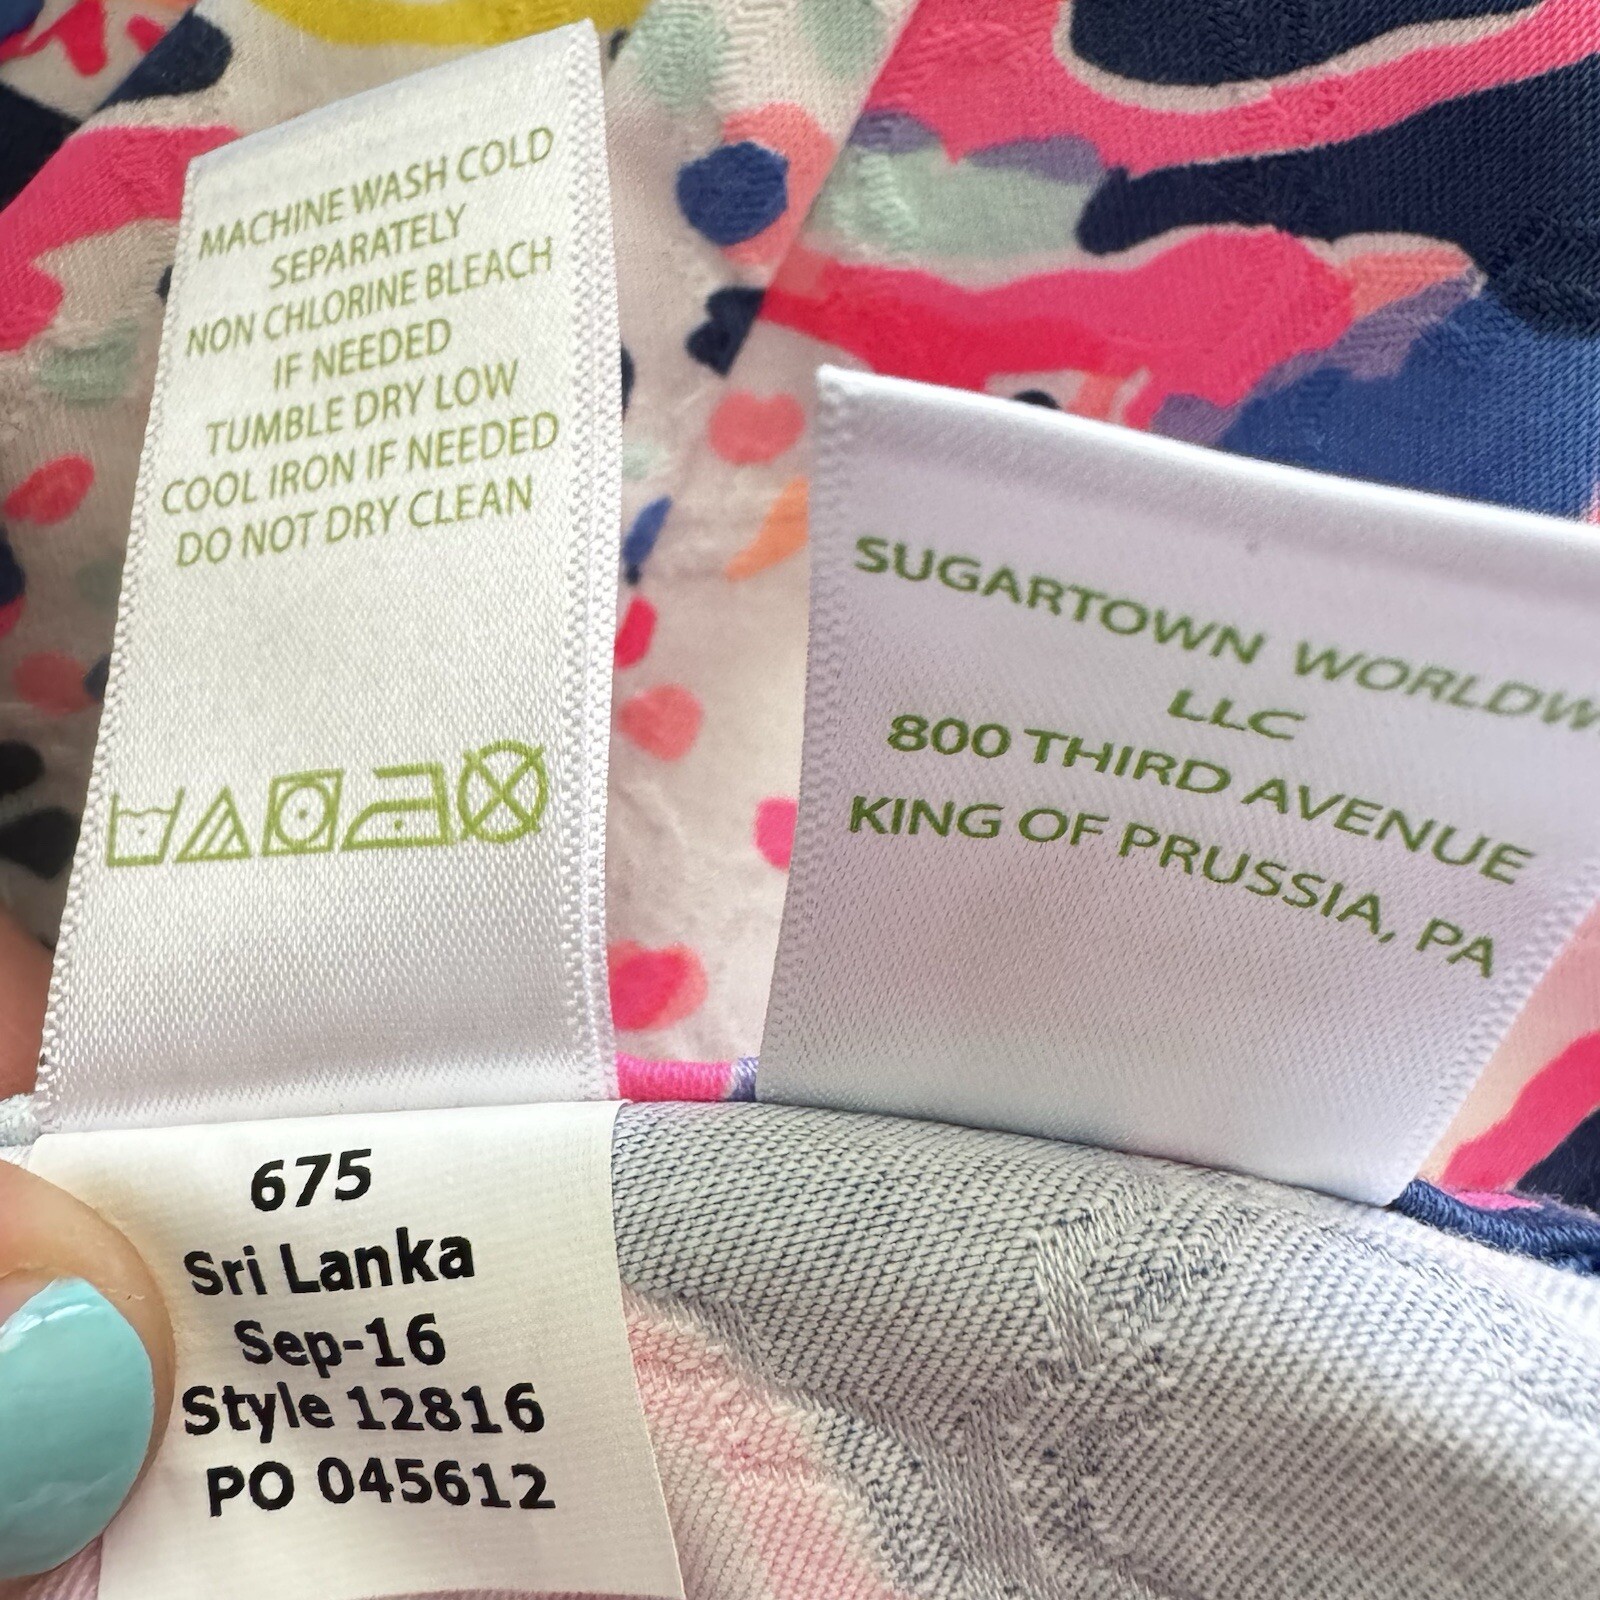 MACHINE WASH COLD
SEPARATELY
NON CHLORINE BLEACH
IF NEEDED
TUMBLE DRY LOW
COOL IRON IF NEEDED
DO NOT DRY CLEAN
SUGARTOWN WORLDW
LLC
800 THIRD AVENUE
KING OF PRUSSIA, PA
675
Sri Lanka
Sep-16
Style 12816
PO 045612